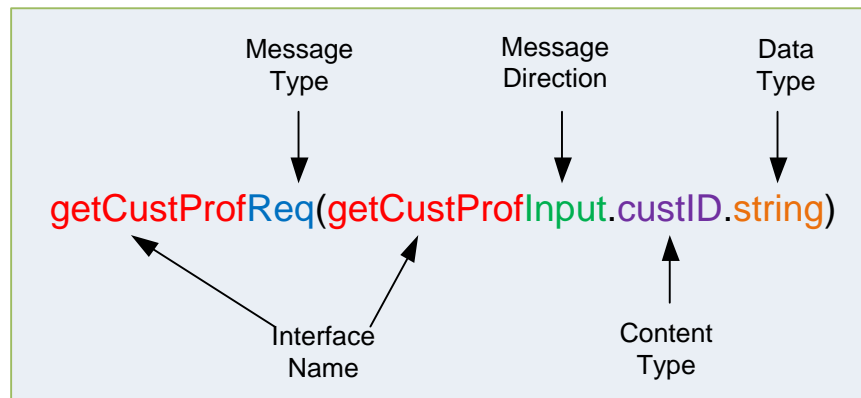 Message
Type
Message
Direction
Data
Type
getCustProfReq(getCustProfInput.custID.string)
Interface
Name
Content
Type